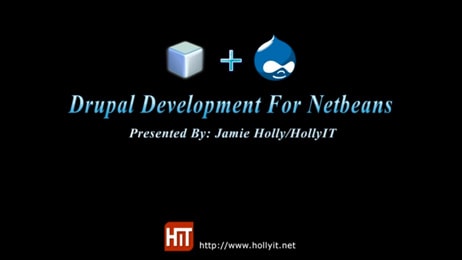 Drupal Development For Netbeans
Presented By: Jamie Holly/HollyIT
HIT http://www.hollyit.net